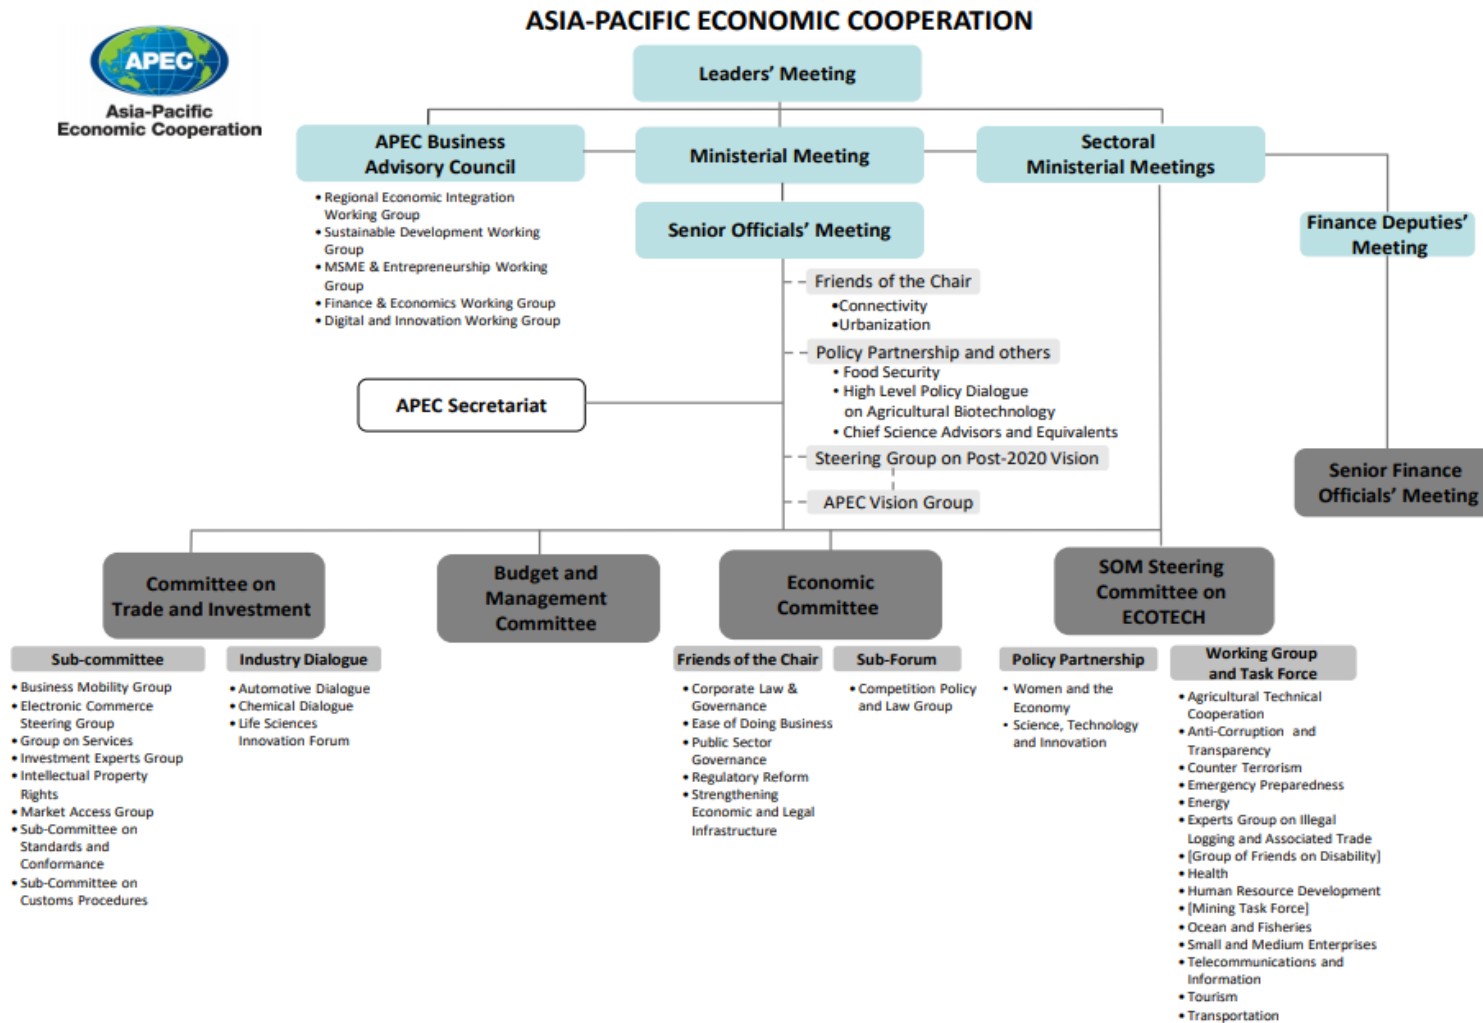 ASIA-PACIFIC ECONOMIC COOPERATION
APEC
Asia-Pacific
Economic Cooperation
Leaders' Meeting
APEC Business
Advisory Council
Ministerial Meeting
Sectoral
Ministerial Meetings
• Regional Economic Integration
Working Group
• Sustainable Development Working
Group
• MSME & Entrepreneurship Working
Group
• Finance & Economics Working Group
• Digital and Innovation Working Group
Senior Officials' Meeting
Finance Deputies'
Meeting
Friends of the Chair
•Connectivity
•Urbanization
Policy Partnership and others
• Food Security
• High Level Policy Dialogue
on Agricultural Biotechnology
• Chief Science Advisors and Equivalents
APEC Secretariat
Steering Group on Post-2020 Vision
APEC Vision Group
Senior Finance
Officials' Meeting
Committee on
Trade and Investment
Budget and
Management
Committee
Economic
Committee
SOM Steering
Committee on
ECOTECH
Sub-committee
• Business Mobility Group
• Electronic Commerce
Steering Group
• Group on Services
• Investment Experts Group
• Intellectual Property
Rights
• Market Access Group
• Sub-Committee on
Standards and
Conformance
• Sub-Committee on
Customs Procedures
Industry Dialogue
• Automotive Dialogue
• Chemical Dialogue
• Life Sciences
Innovation Forum
Friends of the Chair
• Corporate Law &
Governance
• Ease of Doing Business
• Public Sector
Governance
• Regulatory Reform
• Strengthening
Economic and Legal
Infrastructure
Sub-Forum
• Competition Policy
and Law Group
Policy Partnership
• Women and the
Economy
• Science, Technology
and Innovation
Working Group
and Task Force
• Agricultural Technical
Cooperation
• Anti-Corruption and
Transparency
• Counter Terrorism
• Emergency Preparedness
• Energy
• Experts Group on Illegal
Logging and Associated Trade
• [Group of Friends on Disability]
• Health
• Human Resource Development
• [Mining Task Force]
• Ocean and Fisheries
• Small and Medium Enterprises
• Telecommunications and
Information
• Tourism
• Transportation